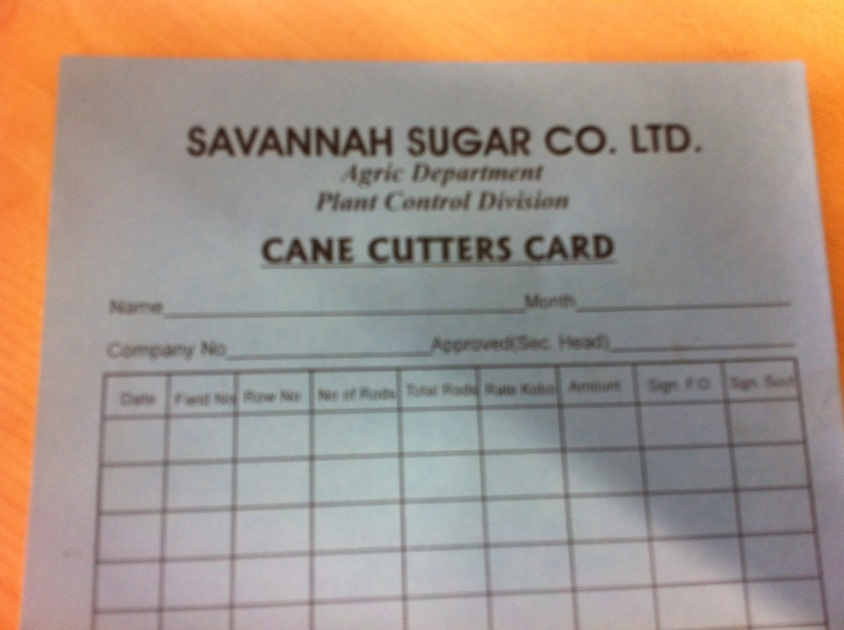 SAVANNAH SUGAR CO. LTD.
Agric Department
Plant Control Division
CANE CUTTERS CARD
Name Month
Company No Approved(Sec. Head)
Date Field No Row No No of Rods Total Rods Rate Kobo Amount Sign. F.O. Sign.